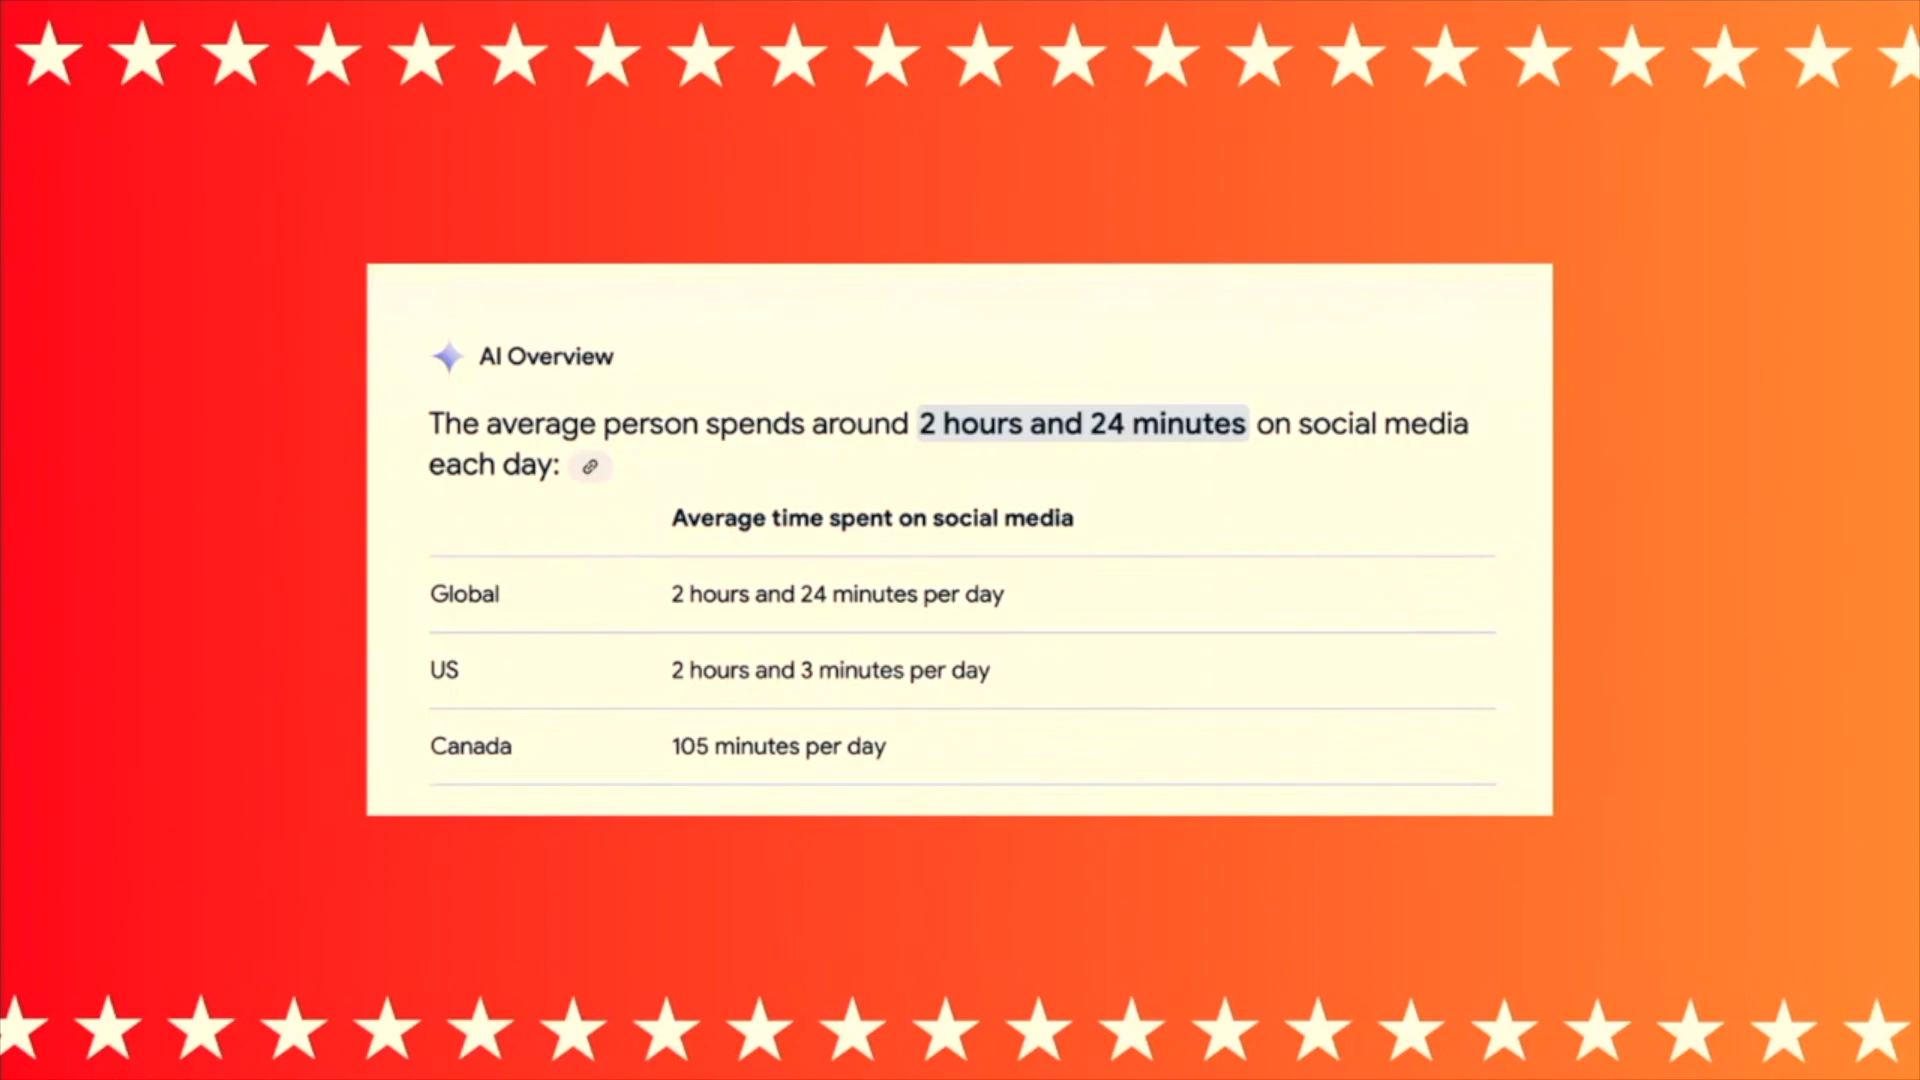 AI Overview
The average person spends around 2 hours and 24 minutes on social media
each day:
Average time spent on social media
Global 2 hours and 24 minutes per day
US 2 hours and 3 minutes per day
Canada 105 minutes per day